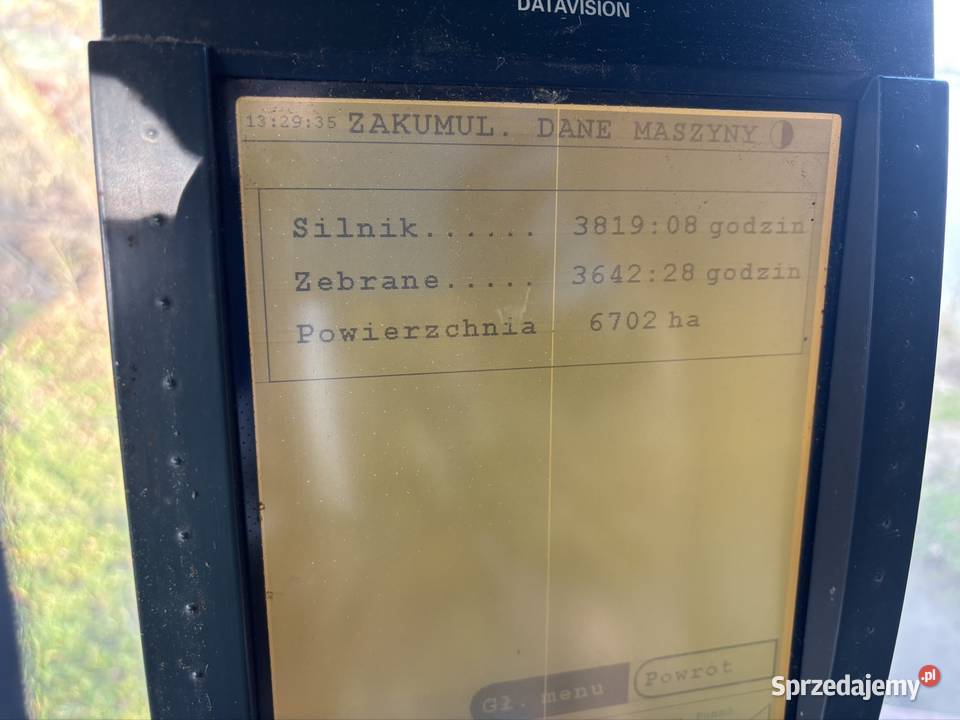 DATAVISION
13:29:35 ZAKUMUL. DANE MASZYNY
Silnik...... 3819:08 godzin
Zebrane..... 3642:28 godzin
Powierzchnia 6702 ha
Gł. menu Powrót
Sprzedajemy.pl